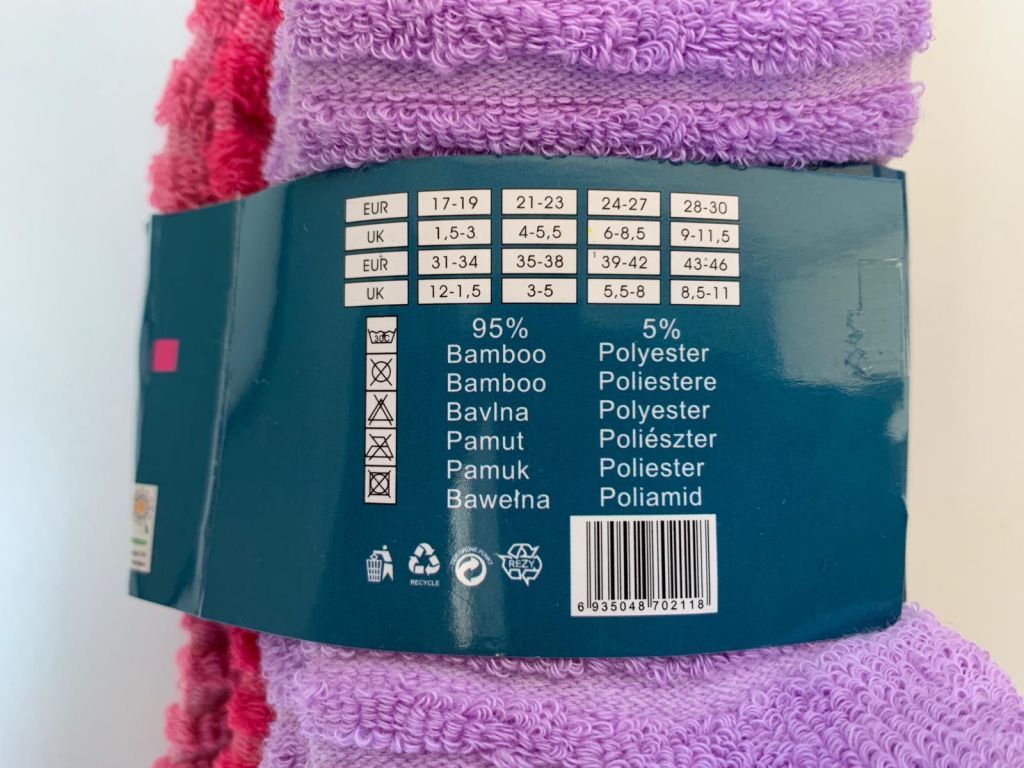 EUR 17-19 21-23 24-27 28-30
UK 1,5-3 4-5,5 6-8,5 9-11,5
EUR 31-34 35-38 39-42 43-46
UK 12-1,5 3-5 5,5-8 8,5-11
30C
95% 5%
Bamboo Polyester
Bamboo Poliestere
Bavlna Polyester
Pamut Poliészter
Pamuk Poliester
Bawełna Poliamid
RECYCLE
REZY
6 935048 702118